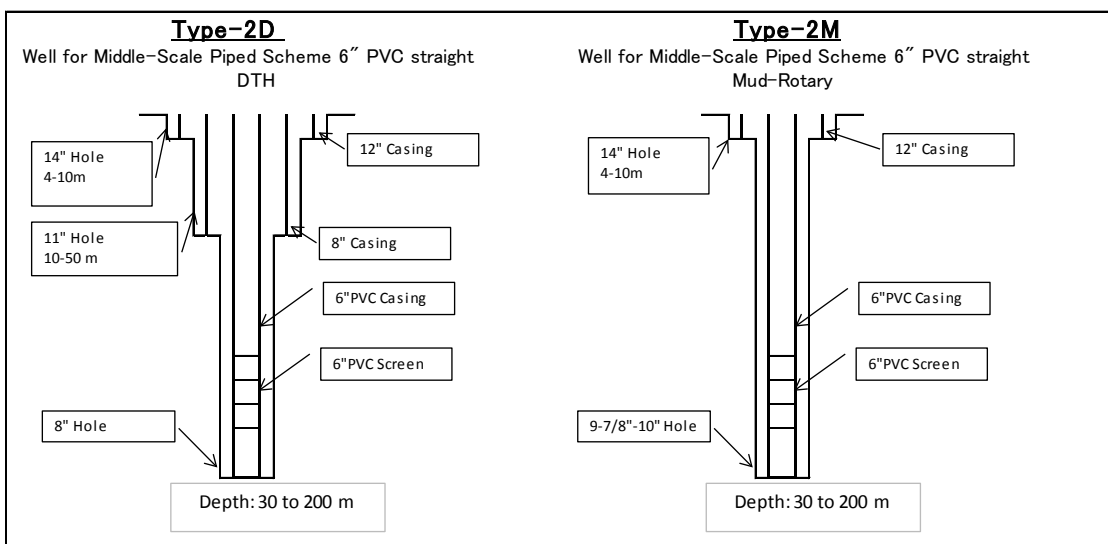 Type-2D
Well for Middle-Scale Piped Scheme 6″ PVC straight
DTH
14" Hole
4-10m
12" Casing
11" Hole
10-50 m
8" Casing
6"PVC Casing
6"PVC Screen
8" Hole
Depth: 30 to 200 m
Type-2M
Well for Middle-Scale Piped Scheme 6″ PVC straight
Mud-Rotary
14" Hole
4-10m
12" Casing
6"PVC Casing
6"PVC Screen
9-7/8"-10" Hole
Depth: 30 to 200 m